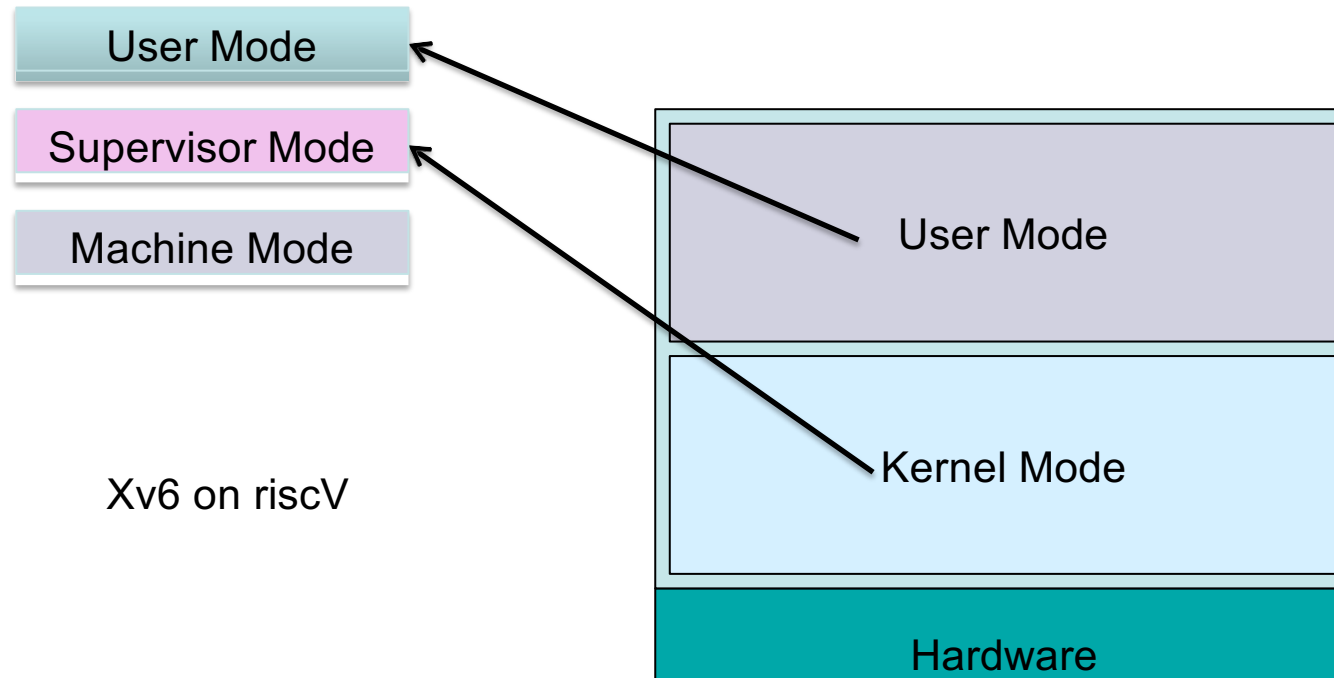 User Mode
Supervisor Mode
Machine Mode
User Mode
Kernel Mode
Xv6 on riscV
Hardware